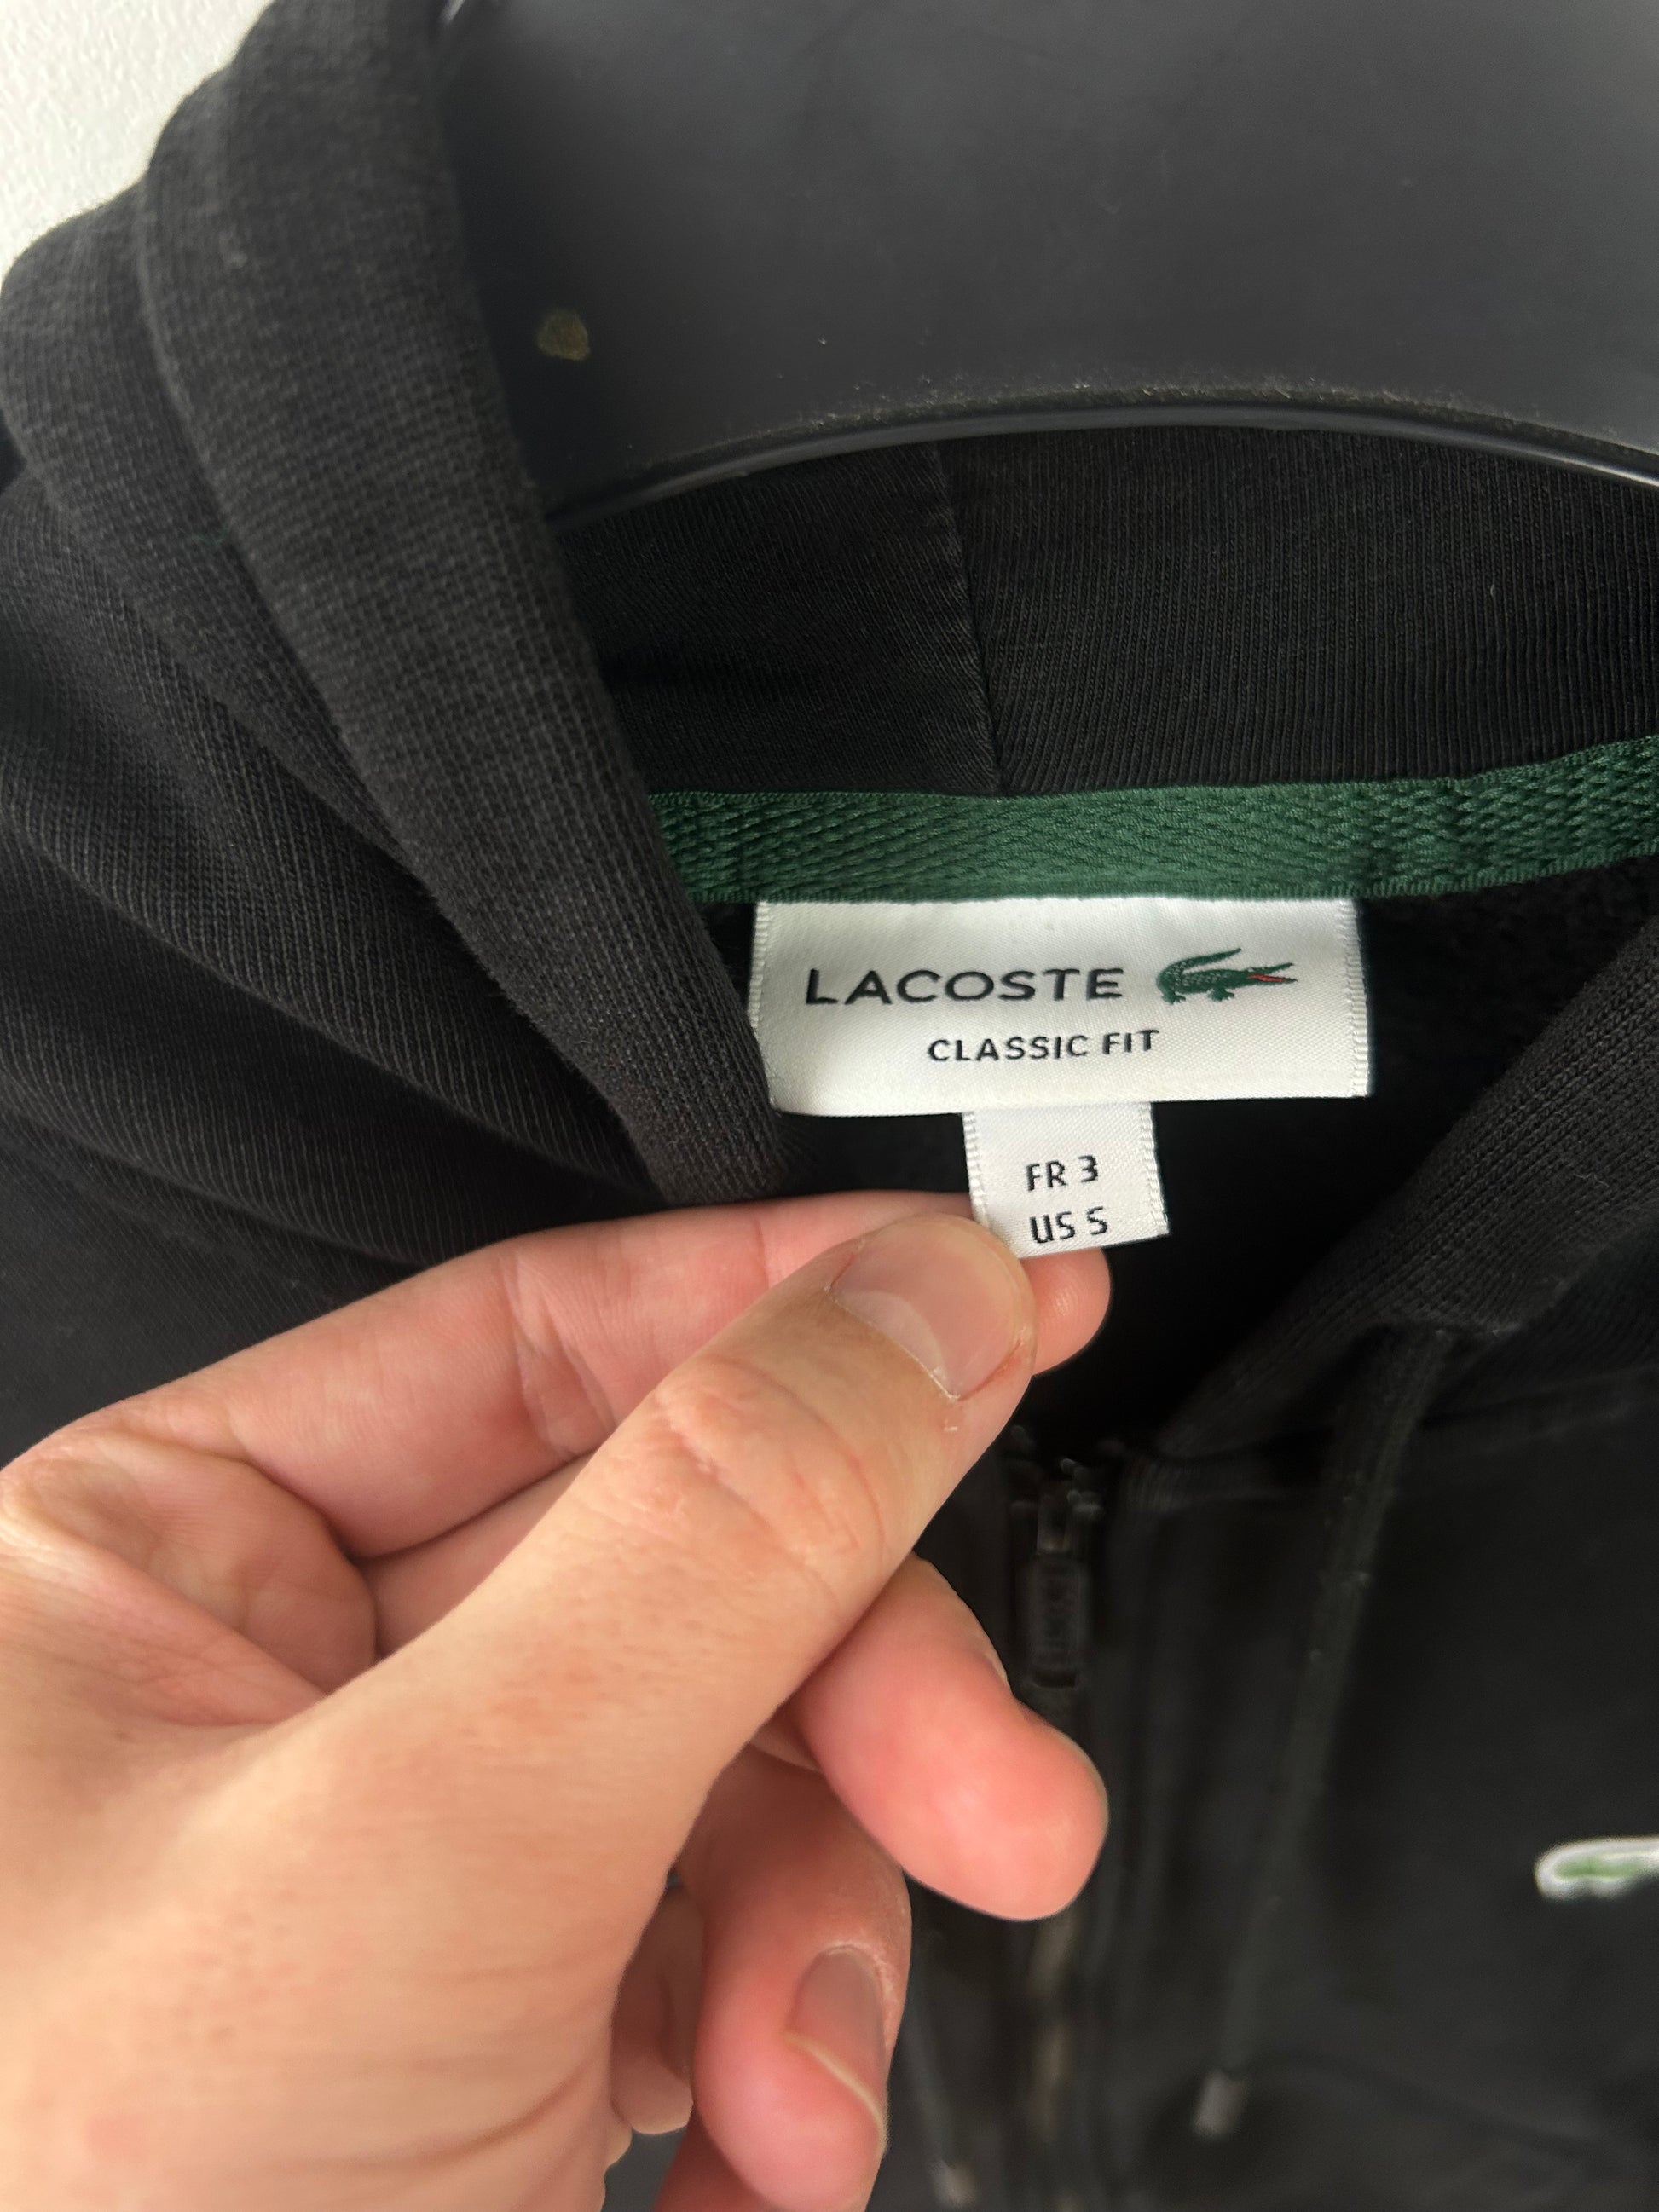 LACOSTE
CLASSIC FIT
FR 3
US S